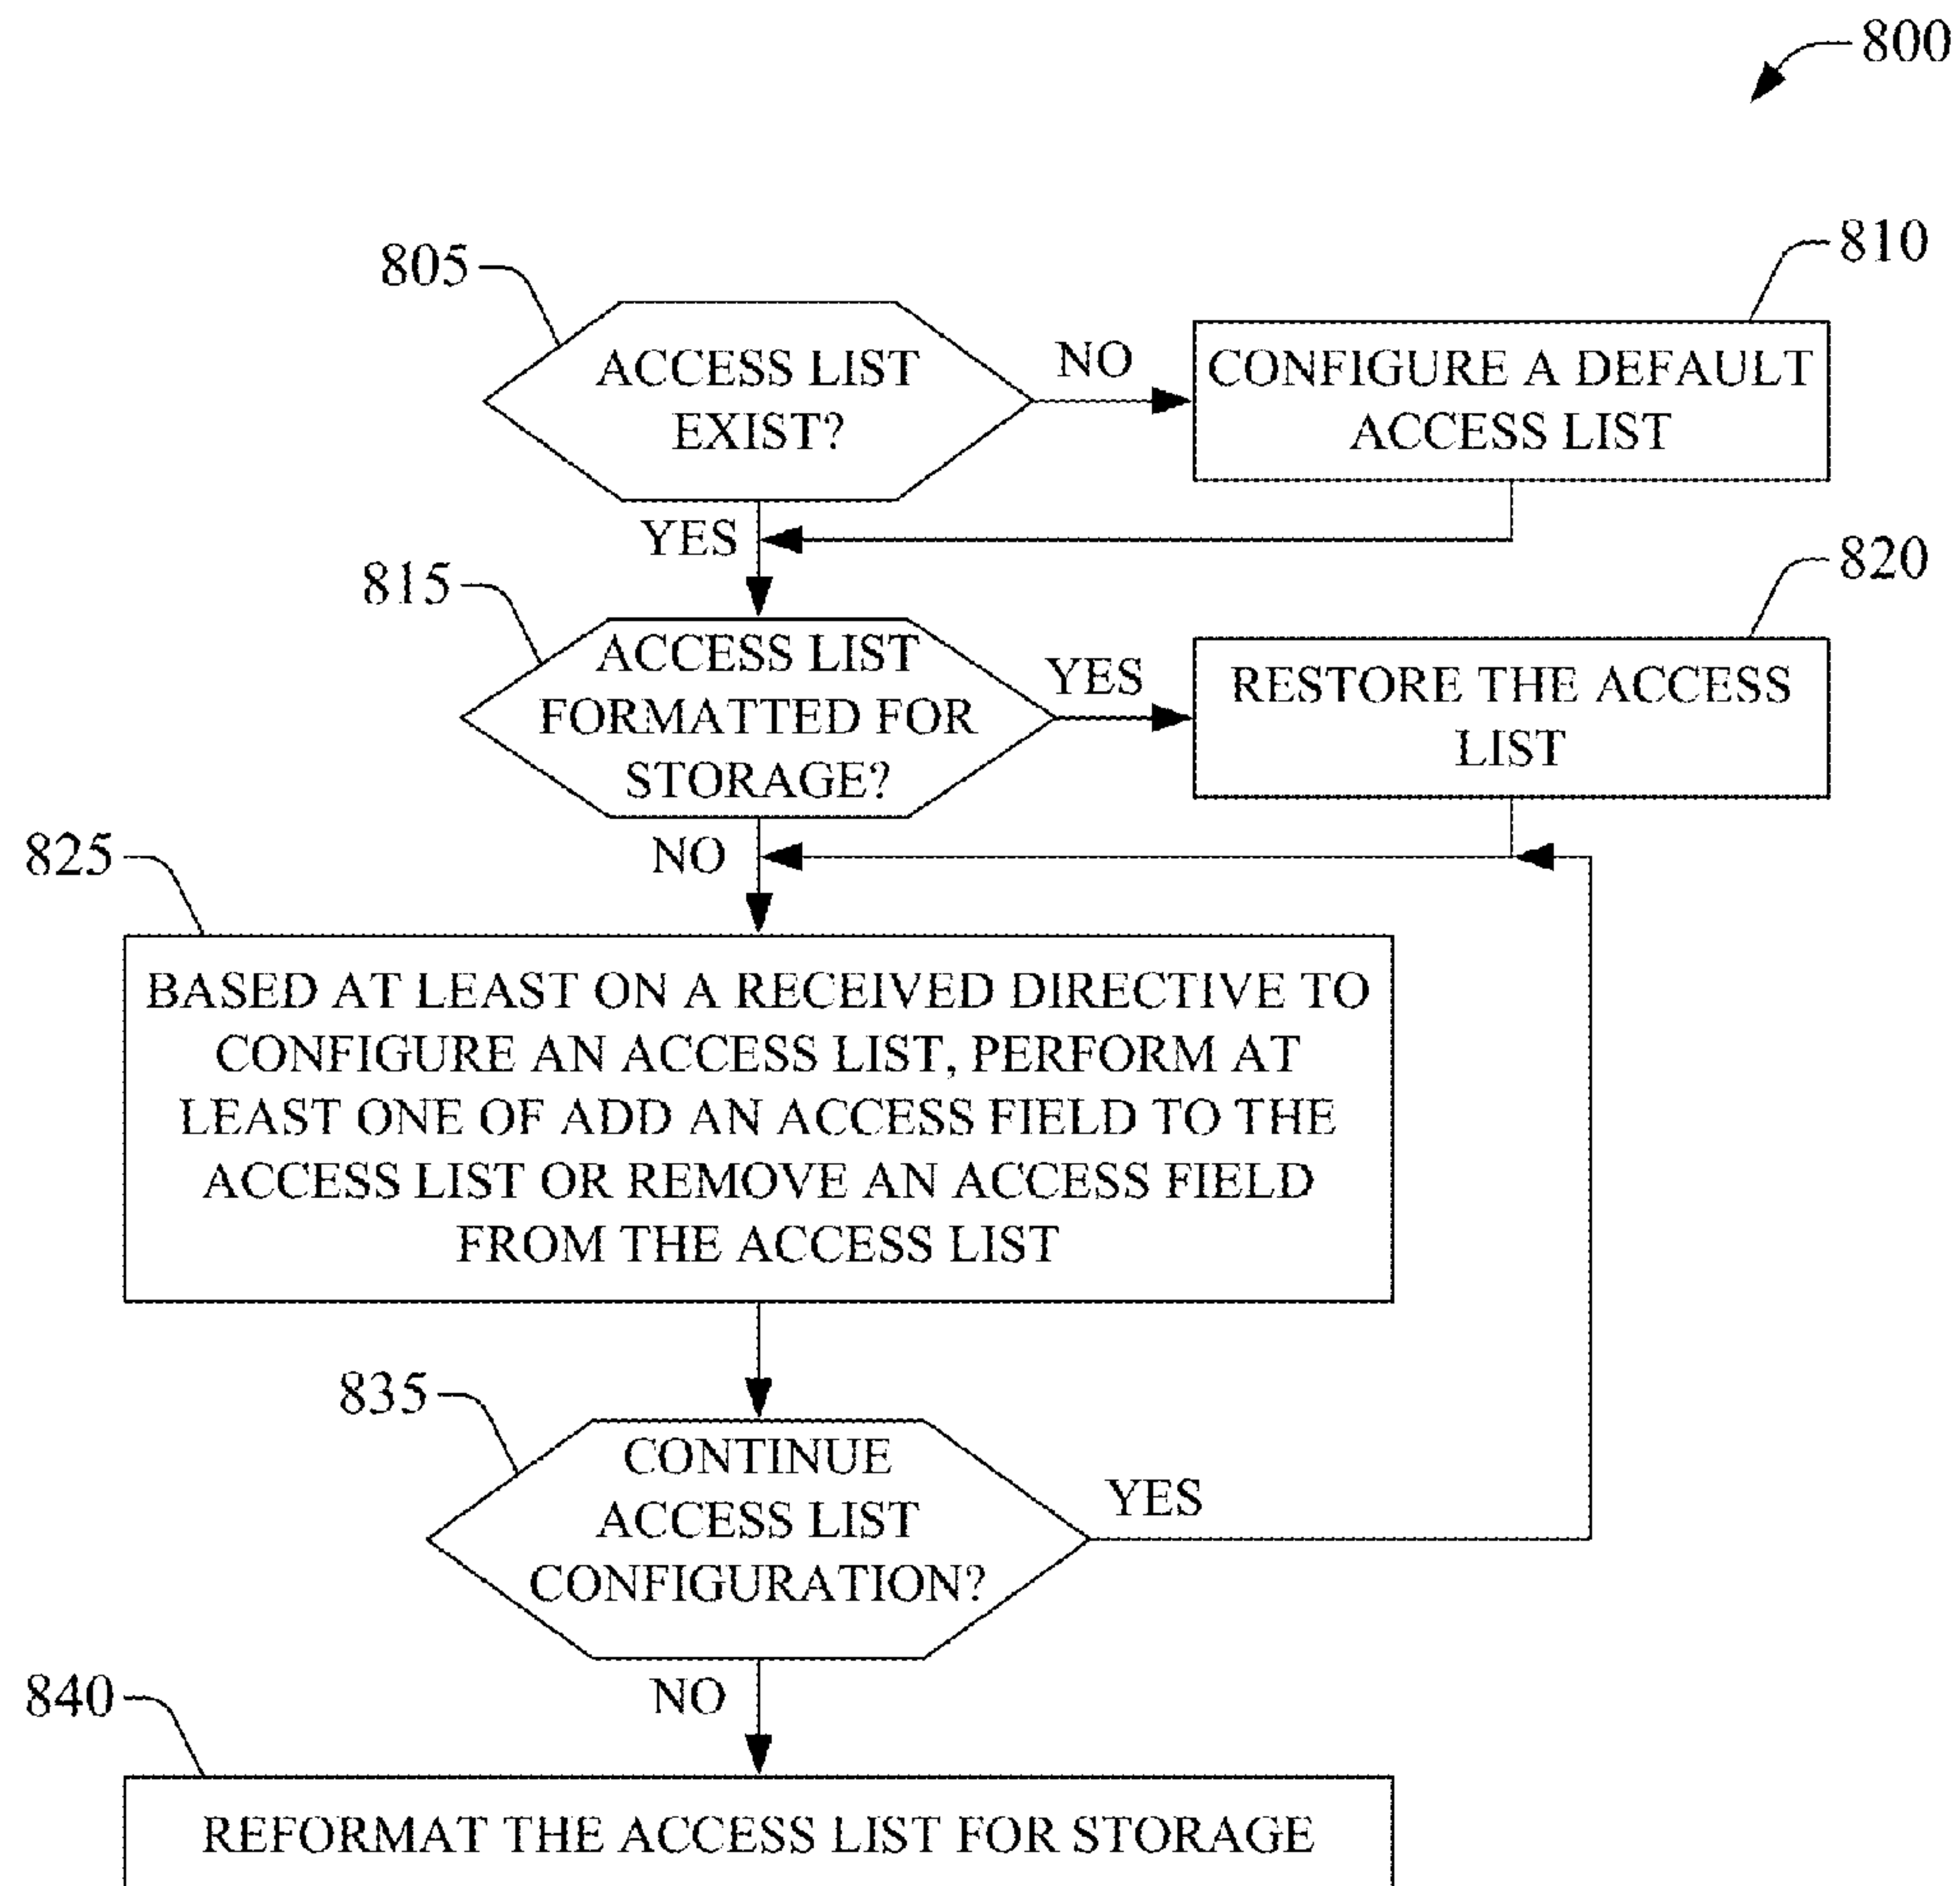 800
805
810
ACCESS LIST
EXIST?
NO
CONFIGURE A DEFAULT
ACCESS LIST
YES
815
820
ACCESS LIST
FORMATTED FOR
STORAGE?
YES
RESTORE THE ACCESS
LIST
NO
825
BASED AT LEAST ON A RECEIVED DIRECTIVE TO
CONFIGURE AN ACCESS LIST, PERFORM AT
LEAST ONE OF ADD AN ACCESS FIELD TO THE
ACCESS LIST OR REMOVE AN ACCESS FIELD
FROM THE ACCESS LIST
835
CONTINUE
ACCESS LIST
CONFIGURATION?
YES
NO
840
REFORMAT THE ACCESS LIST FOR STORAGE